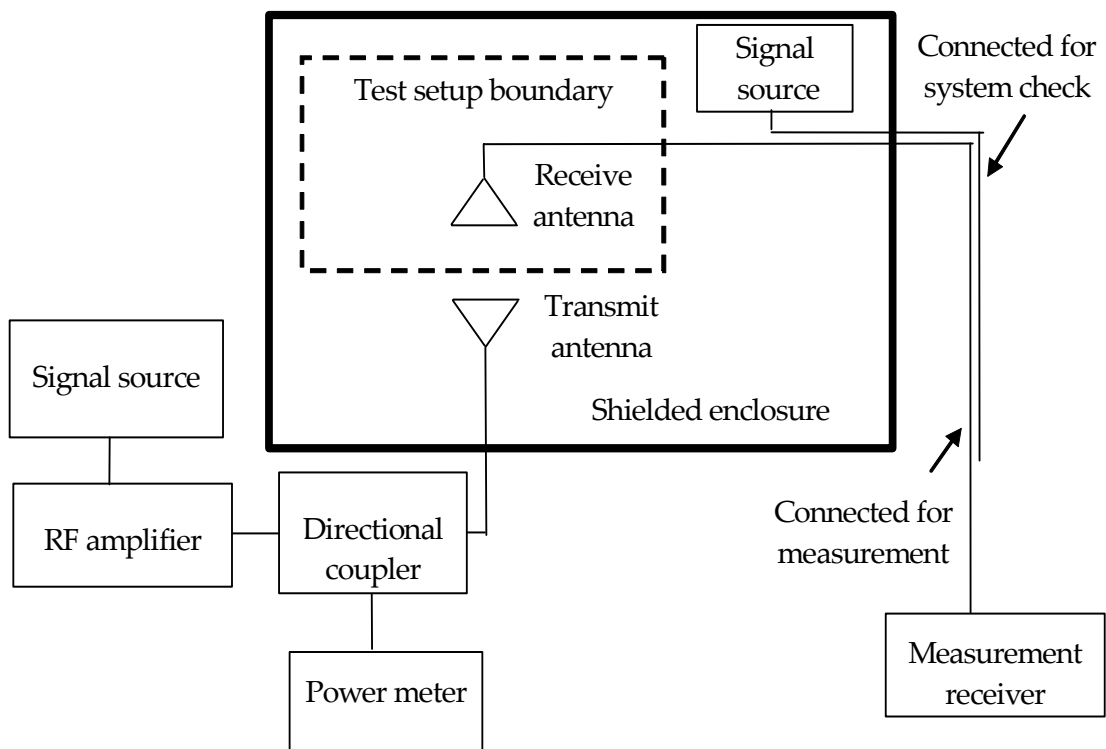 Signal
source
Connected for
system check
Test setup boundary
Receive
antenna
Transmit
antenna
Signal source
Shielded enclosure
RF amplifier
Directional
coupler
Connected for
measurement
Power meter
Measurement
receiver